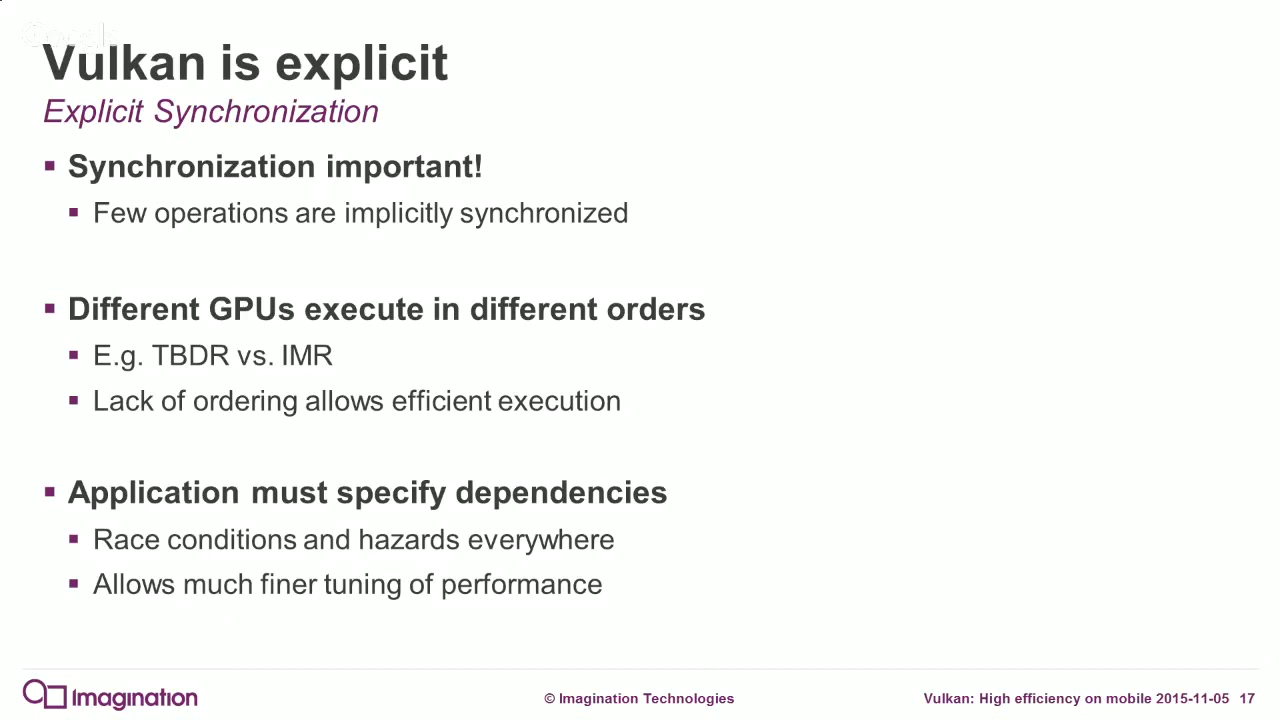 Vulkan is explicit
Explicit Synchronization
Synchronization important!
Few operations are implicitly synchronized
Different GPUs execute in different orders
E.g. TBDR vs. IMR
Lack of ordering allows efficient execution
Application must specify dependencies
Race conditions and hazards everywhere
Allows much finer tuning of performance
Imagination
© Imagination Technologies
Vulkan: High efficiency on mobile 2015-11-05 17